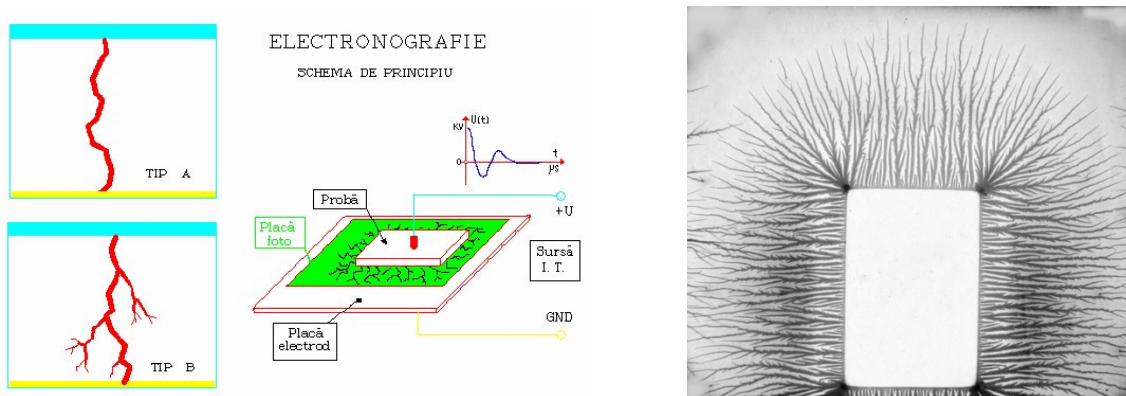 TIP A
TIP B
ELECTRONOGRAFIE
SCHEMA DE PRINCIPIU
KV
U(t)
0
t
μs
+U
Probă
Placă
foto
Sursă
I. T.
Placă
electrod
GND